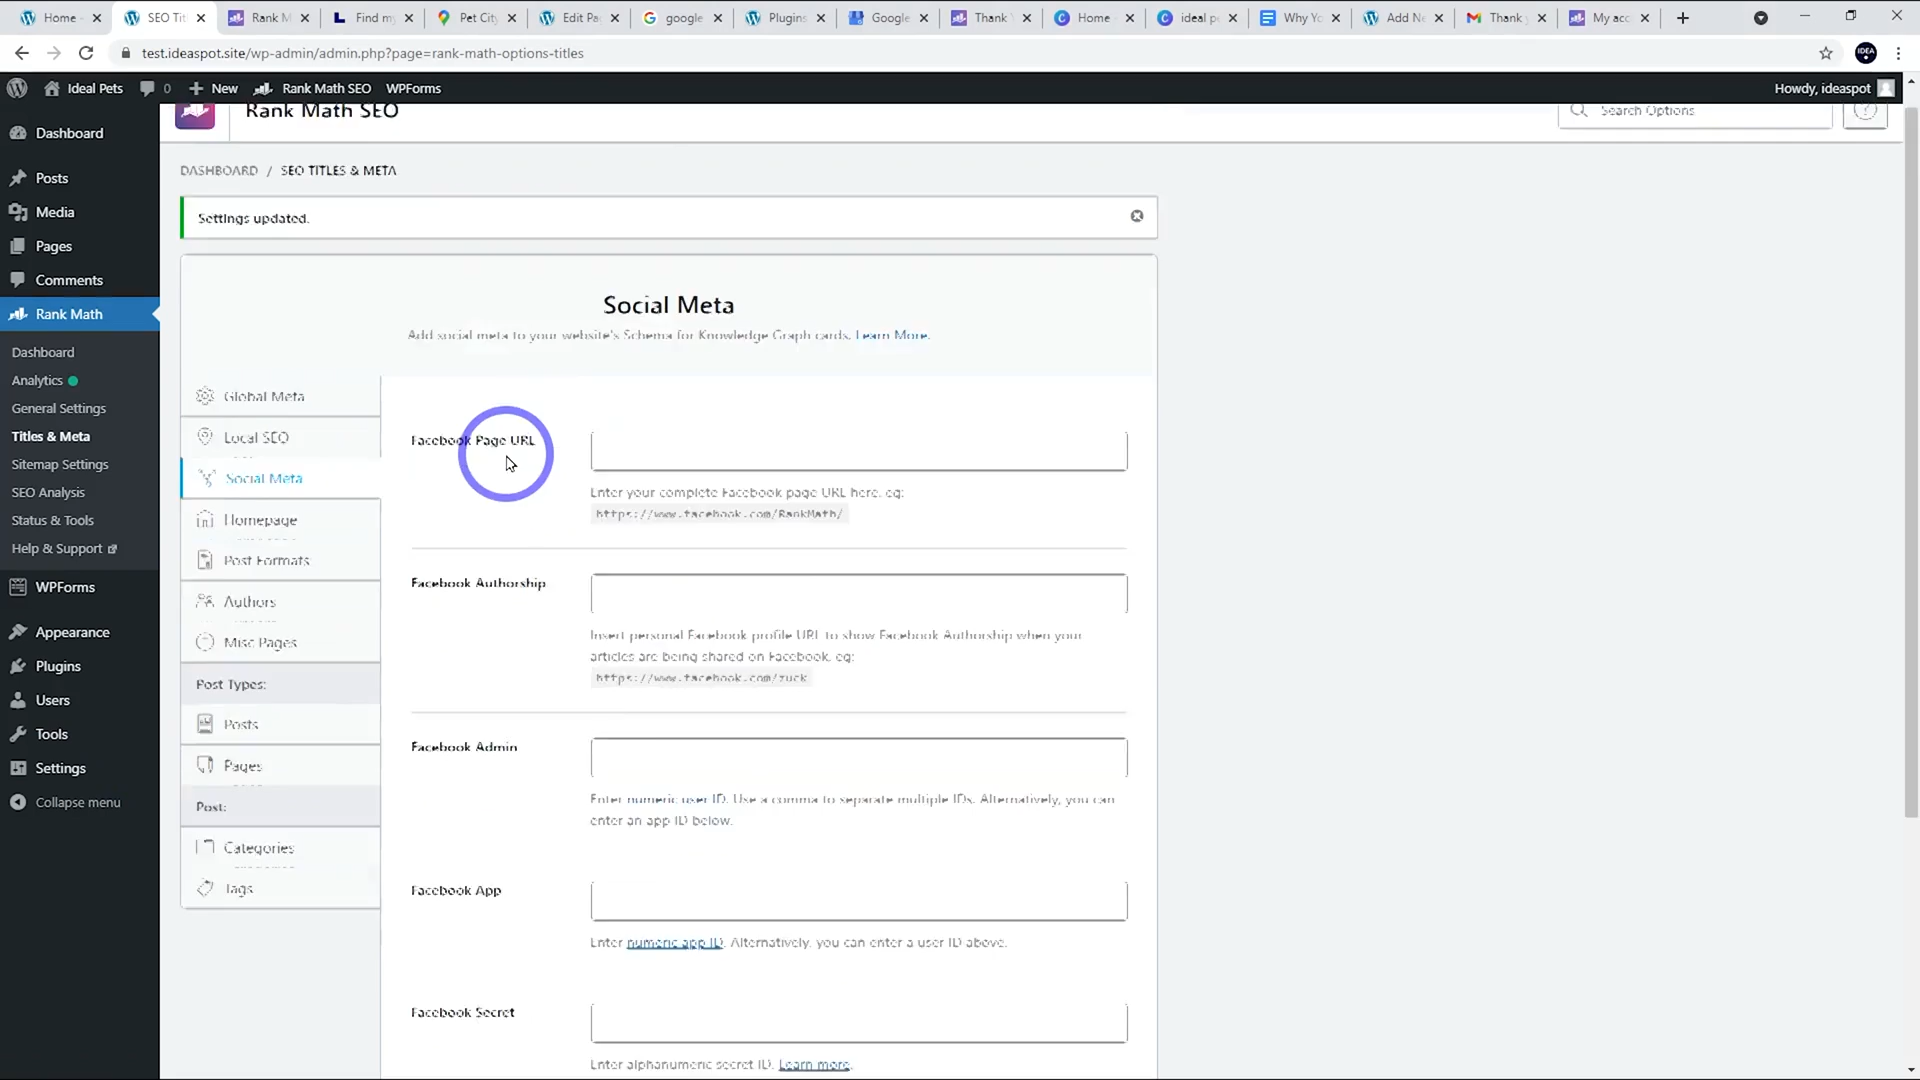 Home
SEO Tit
Rank M
Find my
Pet City
Edit Pa
google
Plugins
Google
Thank
Home
ideal pe
Why Yo
Add Ne
Thank
My acc
test.ideaspot.site/wp-admin/admin.php?page=rank-math-options-titles
IDEA
Ideal Pets
0
New
Rank Math SEO
WPForms
Howdy, ideaspot
Rank Math SEO
Search Options
Dashboard
Posts
Media
Pages
Comments
Rank Math
Dashboard
Analytics
General Settings
Titles & Meta
Sitemap Settings
SEO Analysis
Status & Tools
Help & Support
WPForms
Appearance
Plugins
Users
Tools
Settings
Collapse menu
DASHBOARD / SEO TITLES & META
Settings updated.
Social Meta
Add social meta to your website's Schema for Knowledge Graph cards. Learn More.
Global Meta
Local SEO
Social Meta
Homepage
Post Formats
Authors
Misc Pages
Post Types:
Posts
Pages
Post:
Categories
Tags
Facebook Page URL
Enter your complete Facebook page URL here. eg:
https://www.facebook.com/RankMath/
Facebook Authorship
Insert personal Facebook profile URL to show Facebook Authorship when your
articles are being shared on Facebook. eg:
https://www.facebook.com/zuck
Facebook Admin
Enter numeric user ID. Use a comma to separate multiple IDs. Alternatively, you can
enter an app ID below.
Facebook App
Enter numeric app ID. Alternatively, you can enter a user ID above.
Facebook Secret
Enter alphanumeric secret ID. Learn more.